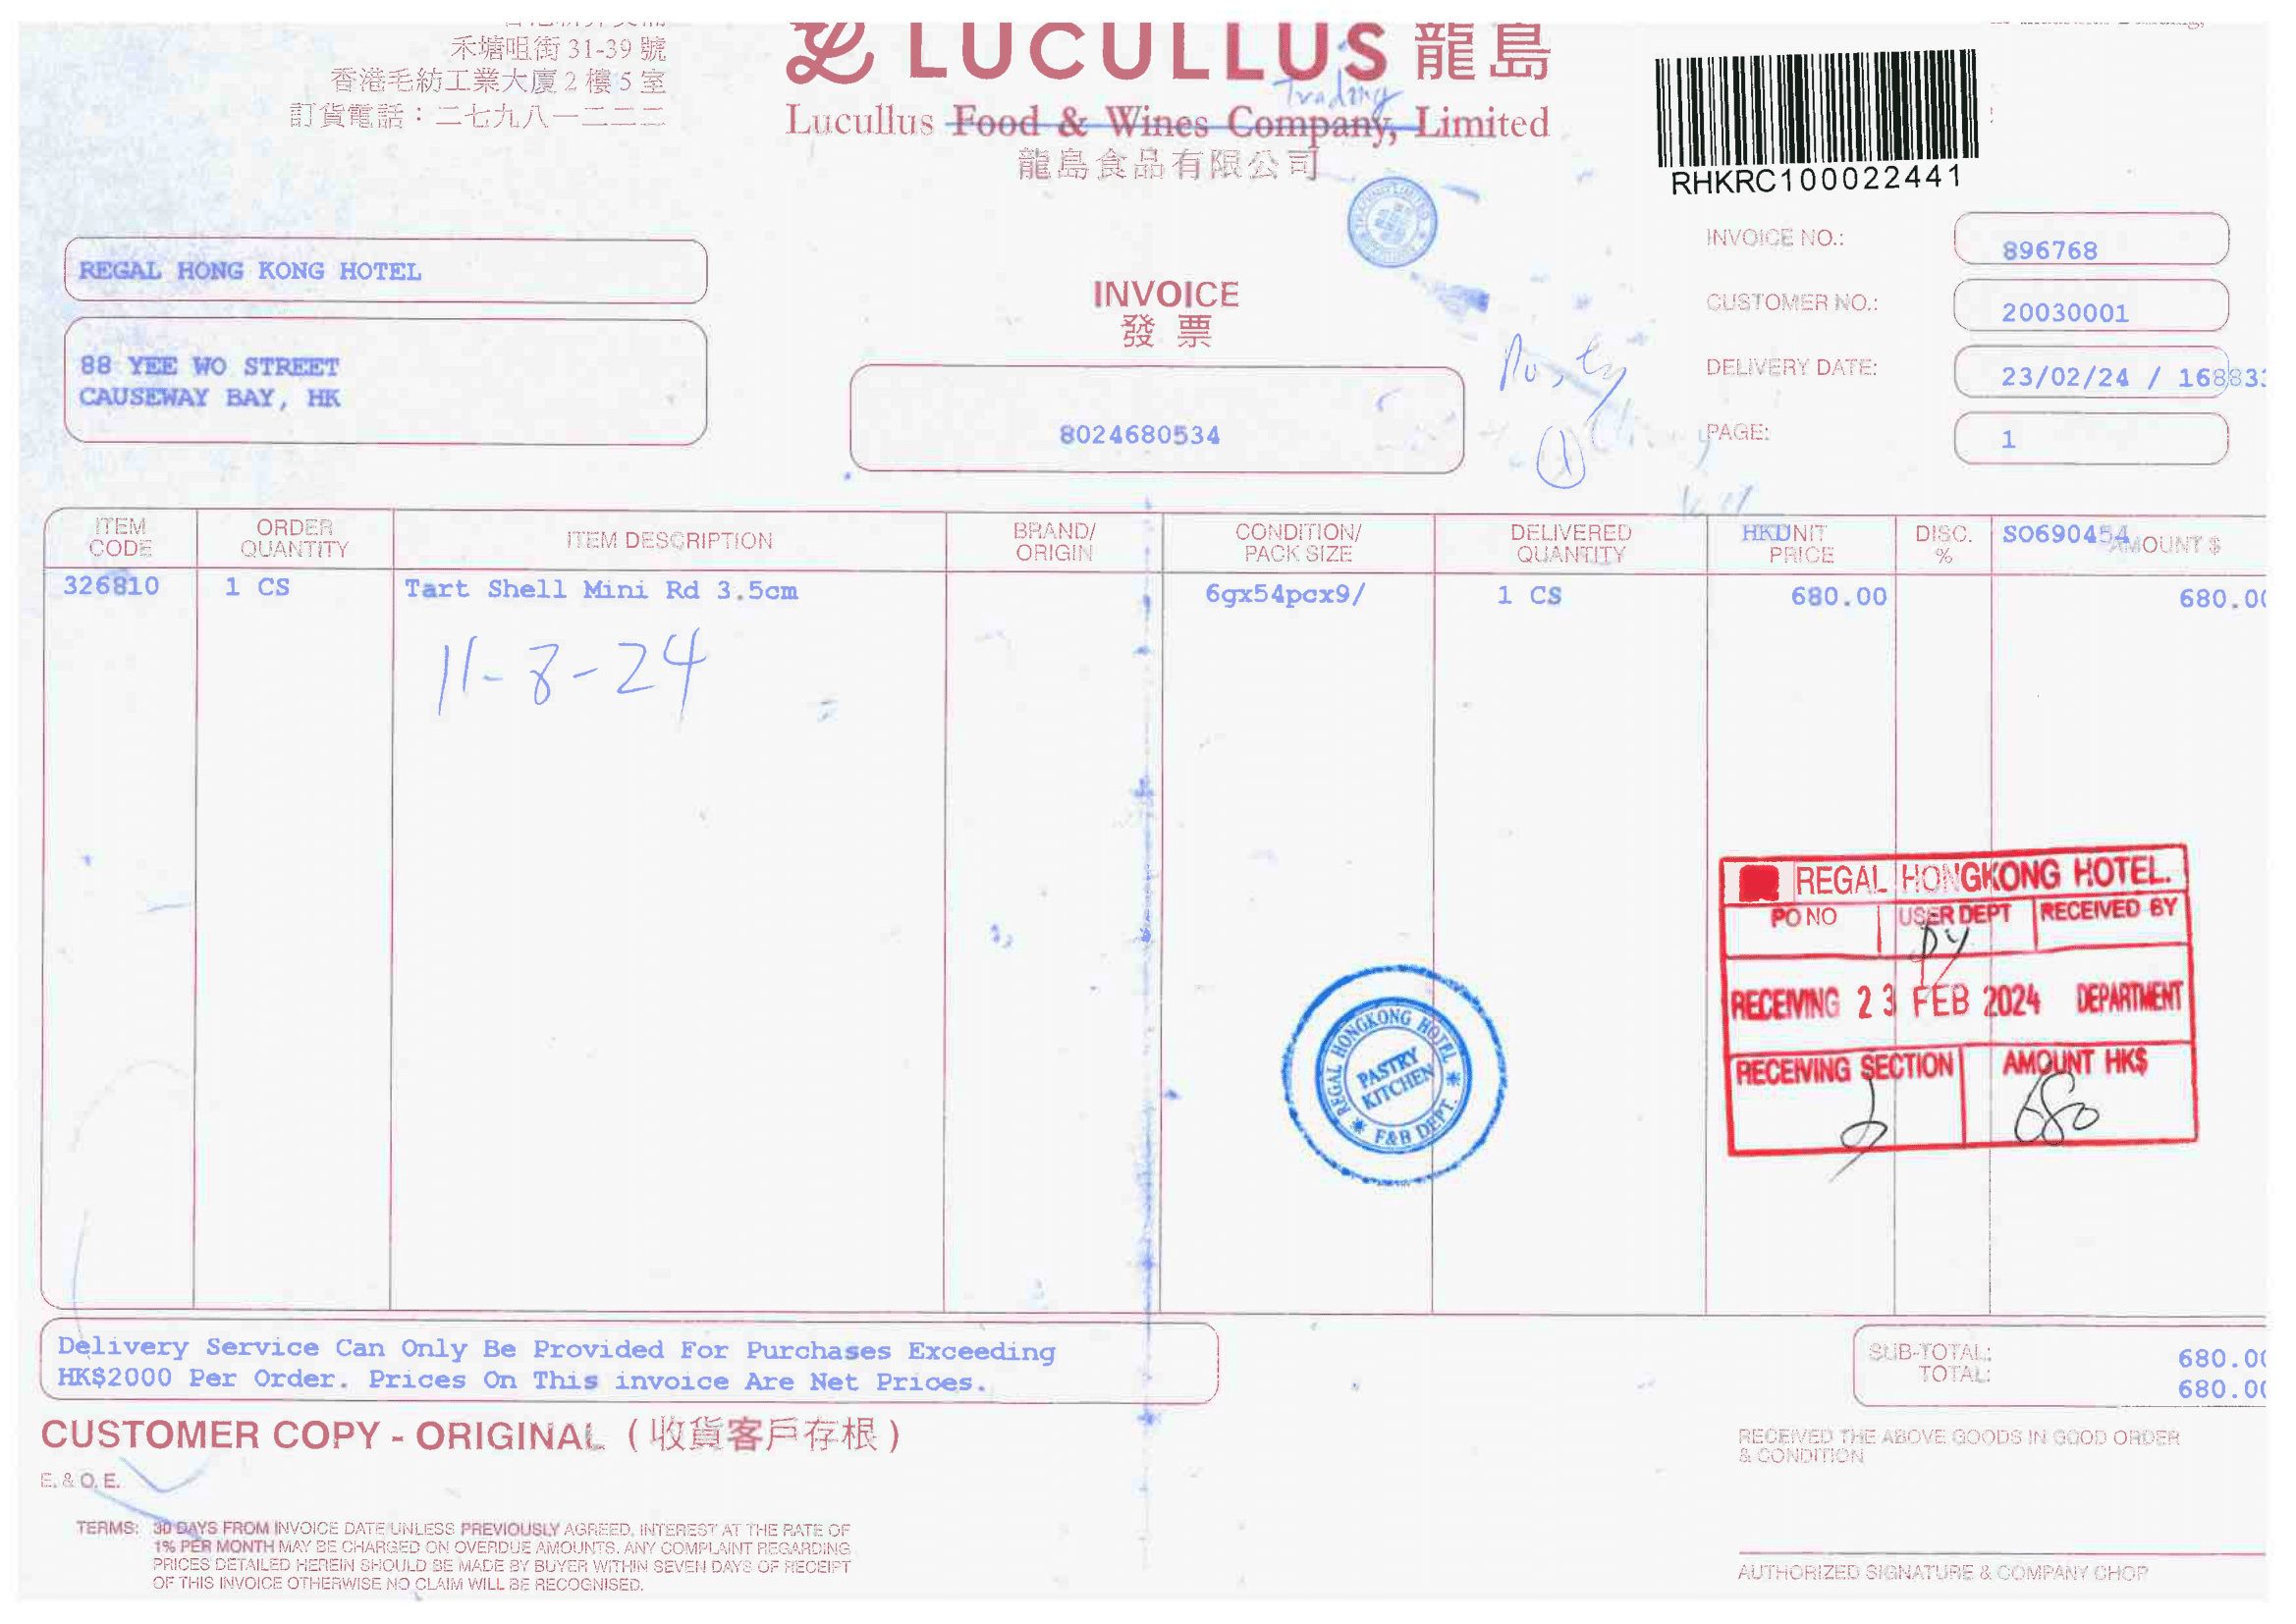 禾塘咀街 31-39 號
香港毛紡工業大廈 2 樓 5 室
訂貨電話：二七九八一二二二
LUCULLUS 龍島
Trading
Lucullus Food & Wines Company, Limited
龍島食品有限公司
RHKRC100022441
REGAL HONG KONG HOTEL
88 YEE WO STREET
CAUSEWAY BAY, HK
INVOICE
發票
8024680534
INVOICE NO.: 896768
CUSTOMER NO.: 20030001
DELIVERY DATE: 23/02/24 / 16883
PAGE: 1
①
ITEM CODE ORDER QUANTITY ITEM DESCRIPTION BRAND/ ORIGIN CONDITION/ PACK SIZE DELIVERED QUANTITY HKD UNIT PRICE DISC. % SO690454 AMOUNT $
326810 1 CS Tart Shell Mini Rd 3.5cm 6gx54pcx9/ 1 CS 680.00 680.00
11-8-24
REGAL HONGKONG HOTEL.
PO NO USER DEPT RECEIVED BY
RECEIVING 23 FEB 2024 DEPARTMENT
RECEIVING SECTION AMOUNT HK$
680
REGAL HONGKONG HOTEL
PASTRY
KITCHEN
F&B DEPT.
Delivery Service Can Only Be Provided For Purchases Exceeding
HK$2000 Per Order. Prices On This invoice Are Net Prices.
SUB-TOTAL: 680.00
TOTAL: 680.00
CUSTOMER COPY - ORIGINAL (收貨客戶存根)
E. & O. E.
RECEIVED THE ABOVE GOODS IN GOOD ORDER
& CONDITION
TERMS: 30 DAYS FROM INVOICE DATE UNLESS PREVIOUSLY AGREED, INTEREST AT THE RATE OF
1% PER MONTH MAY BE CHARGED ON OVERDUE AMOUNTS. ANY COMPLAINT REGARDING
PRICES DETAILED HEREIN SHOULD BE MADE BY BUYER WITHIN SEVEN DAYS OF RECEIPT
OF THIS INVOICE OTHERWISE NO CLAIM WILL BE RECOGNISED.
AUTHORIZED SIGNATURE & COMPANY CHOP